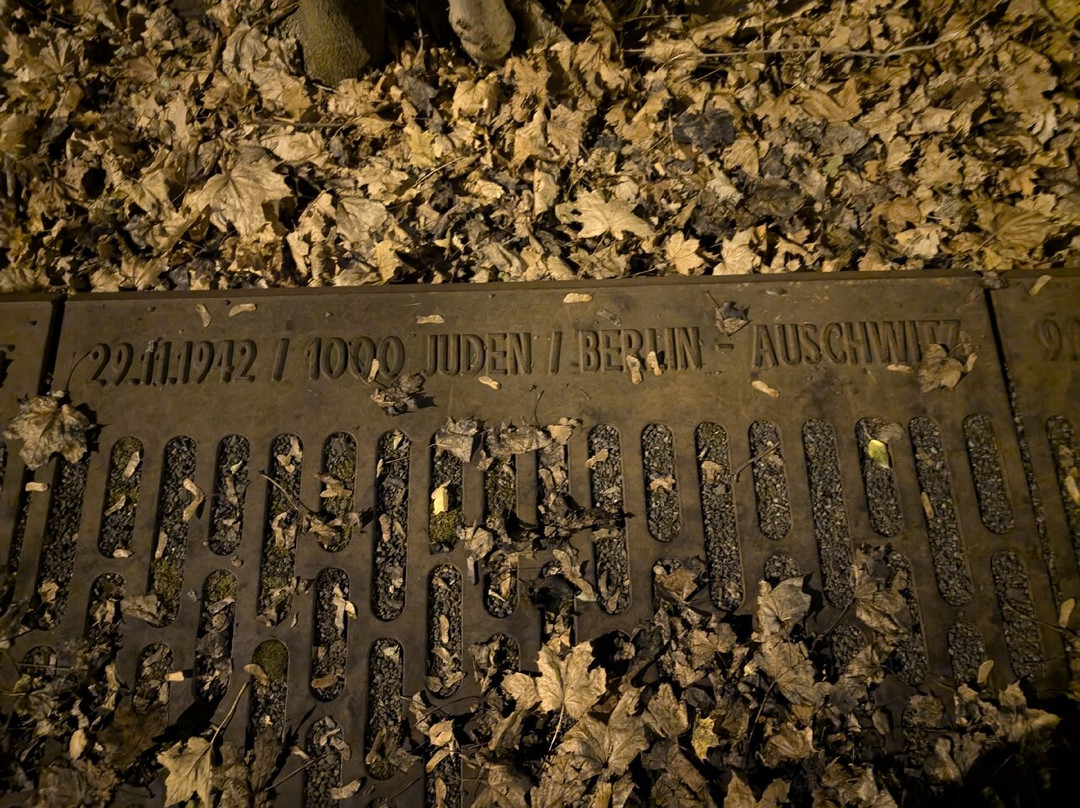 29.11.1942 / 1000 JUDEN / BERLIN - AUSCHWITZ